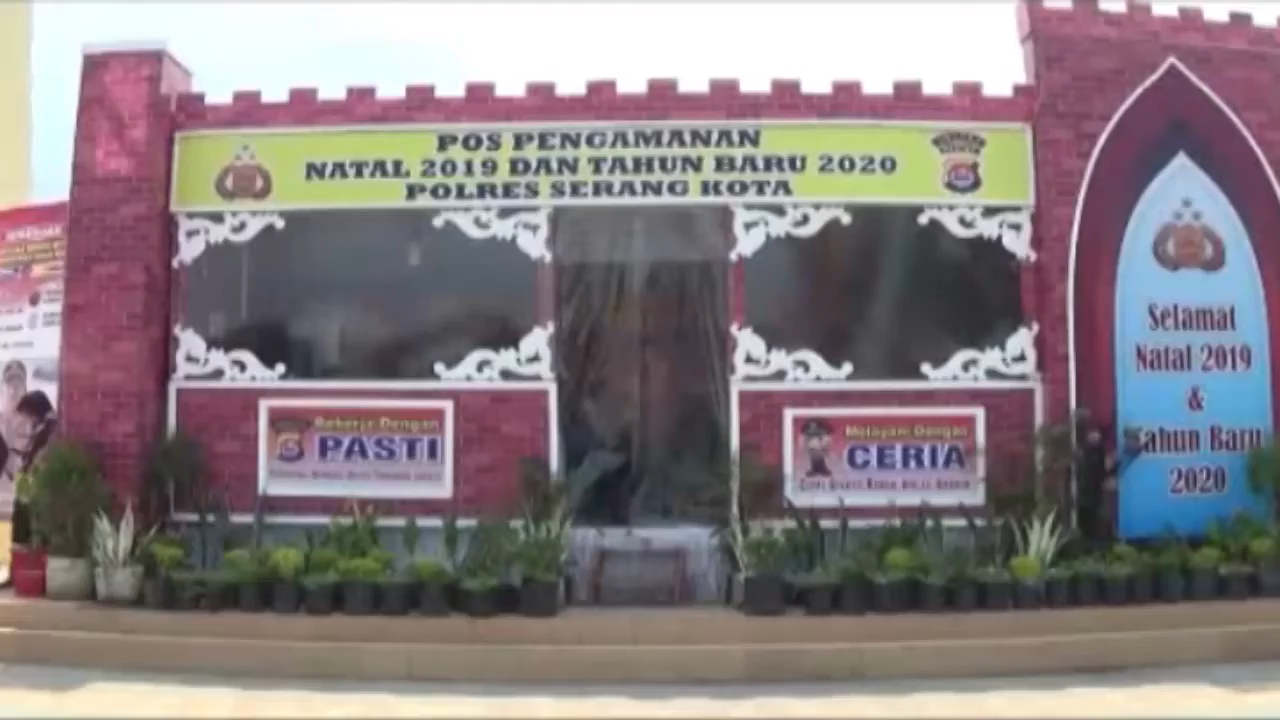 POS PENGAMANAN
NATAL 2019 DAN TAHUN BARU 2020
POLRES SERANG KOTA
Bekerja Dengan
PASTI
Melayani Dengan
CERIA
Selamat
Natal 2019
&
Tahun Baru
2020